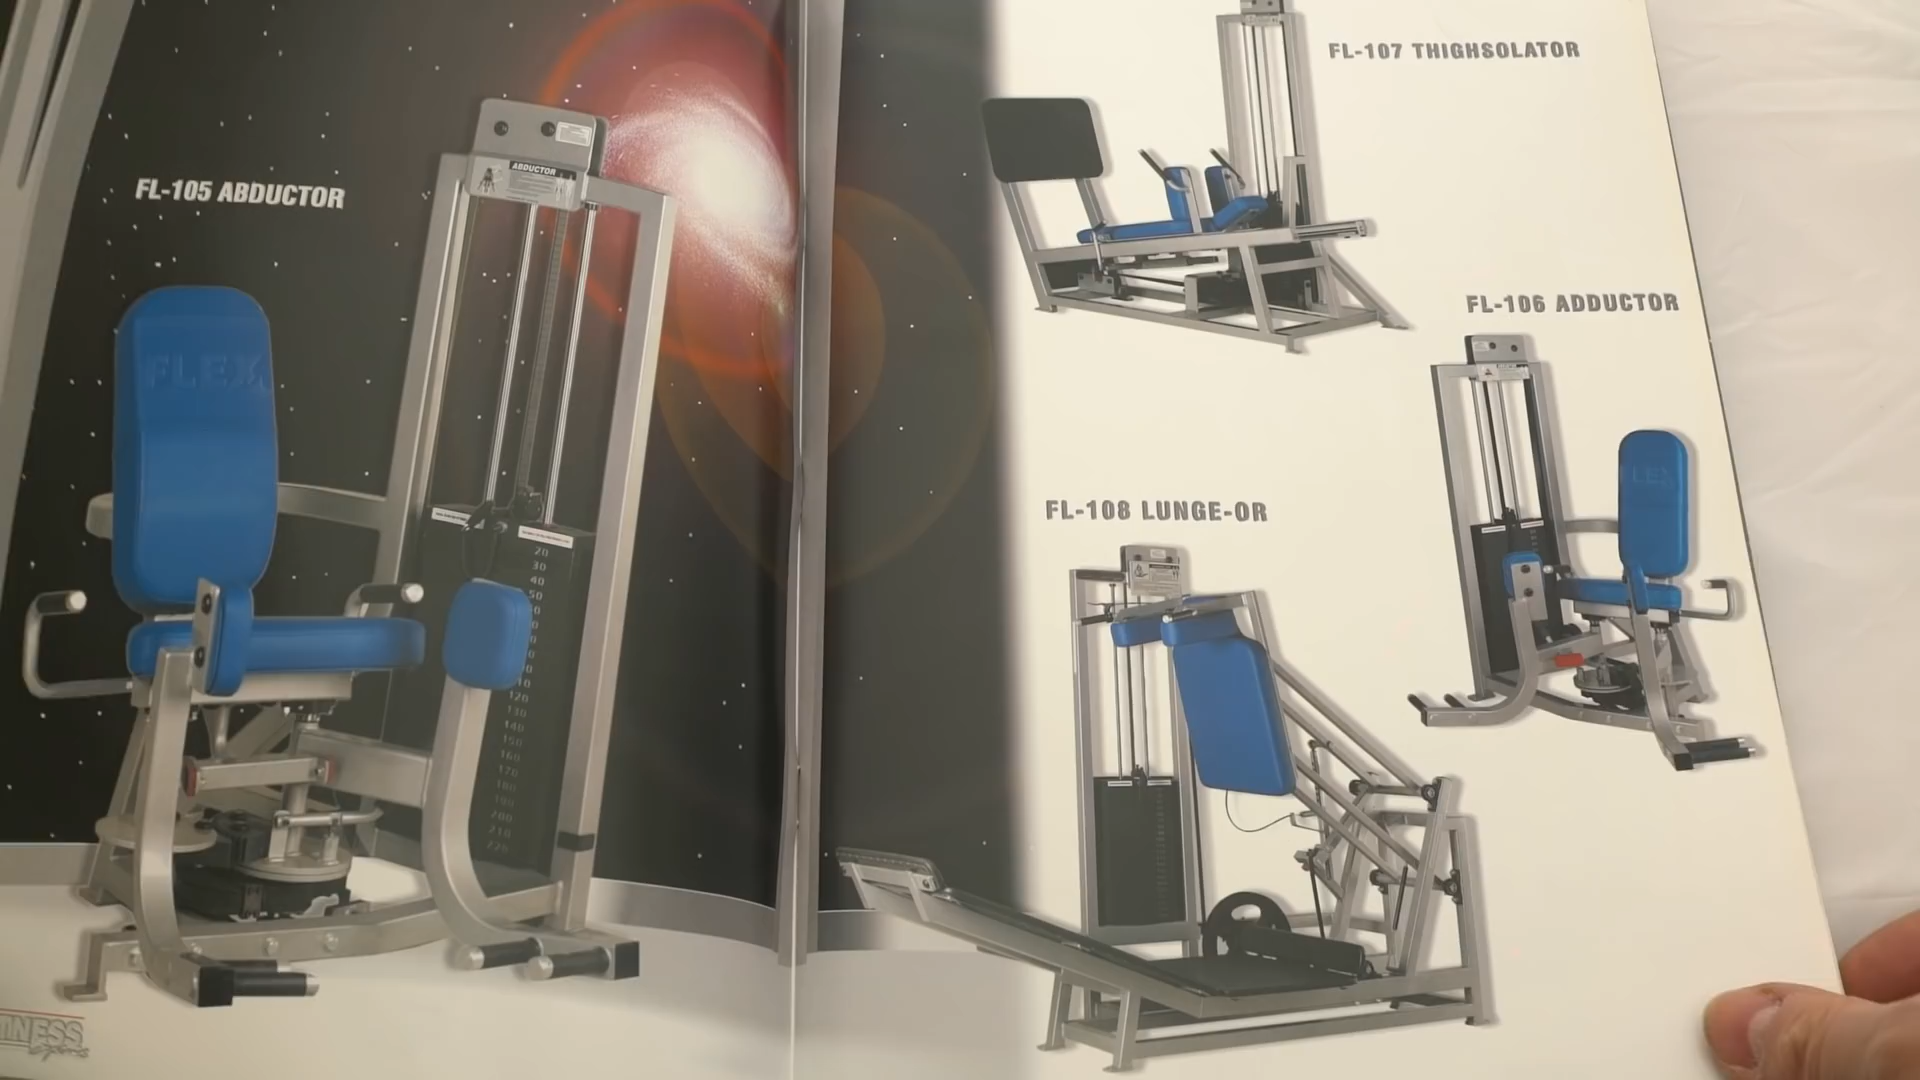 FL-105 ABDUCTOR
ABDUCTOR
FLEX
20
30
40
50
120
130
140
150
160
170
180
190
200
210
220
FL-107 THIGHSOLATOR
FL-106 ADDUCTOR
FLEX
FL-108 LUNGE-OR